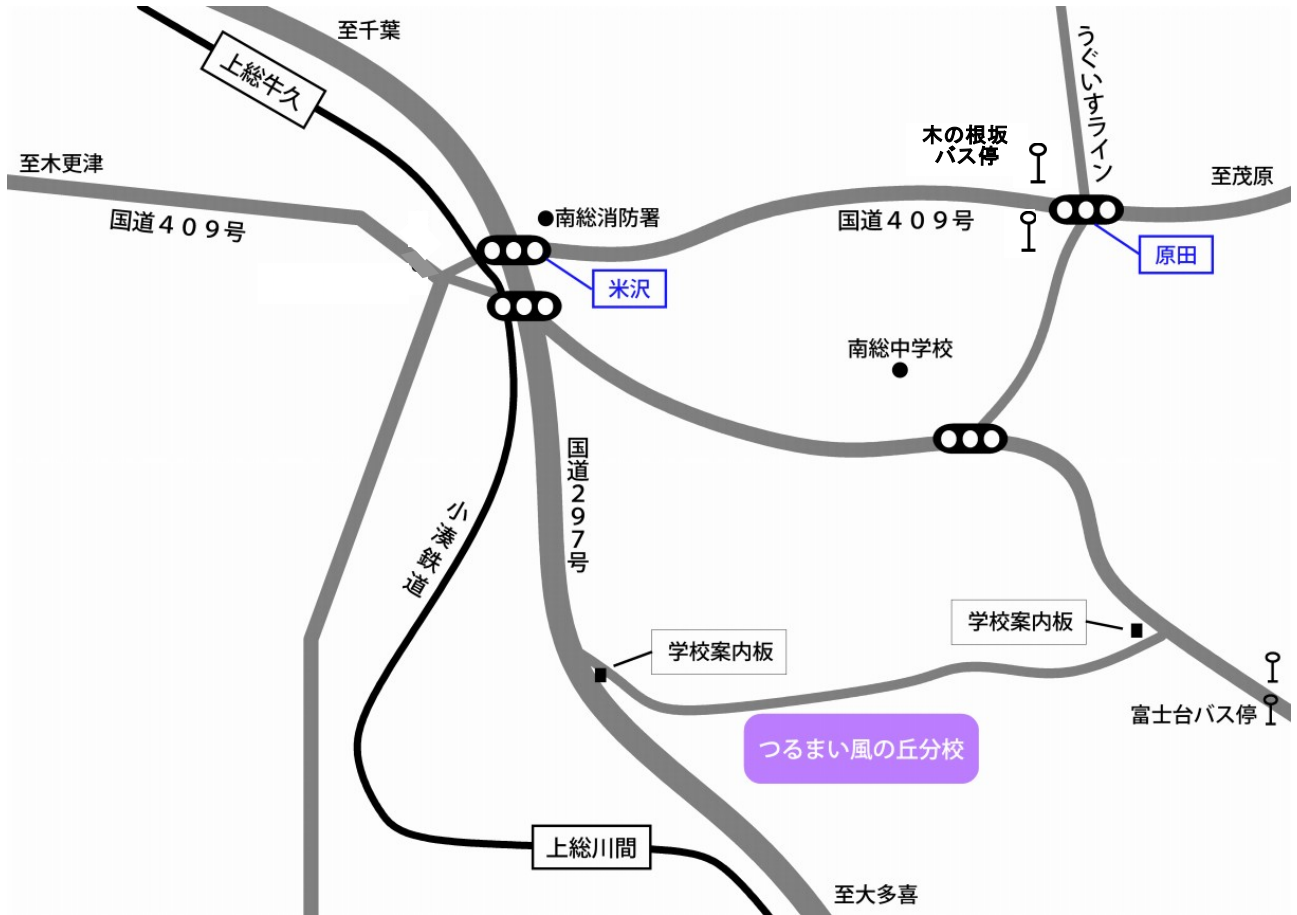 至千葉
上総牛久
うぐいすライン
木の根坂
バス停
至木更津
至茂原
国道４０９号
南総消防署
国道４０９号
原田
米沢
南総中学校
国道２９７号
小湊鉄道
学校案内板
学校案内板
富士台バス停
つるまい風の丘分校
上総川間
至大多喜